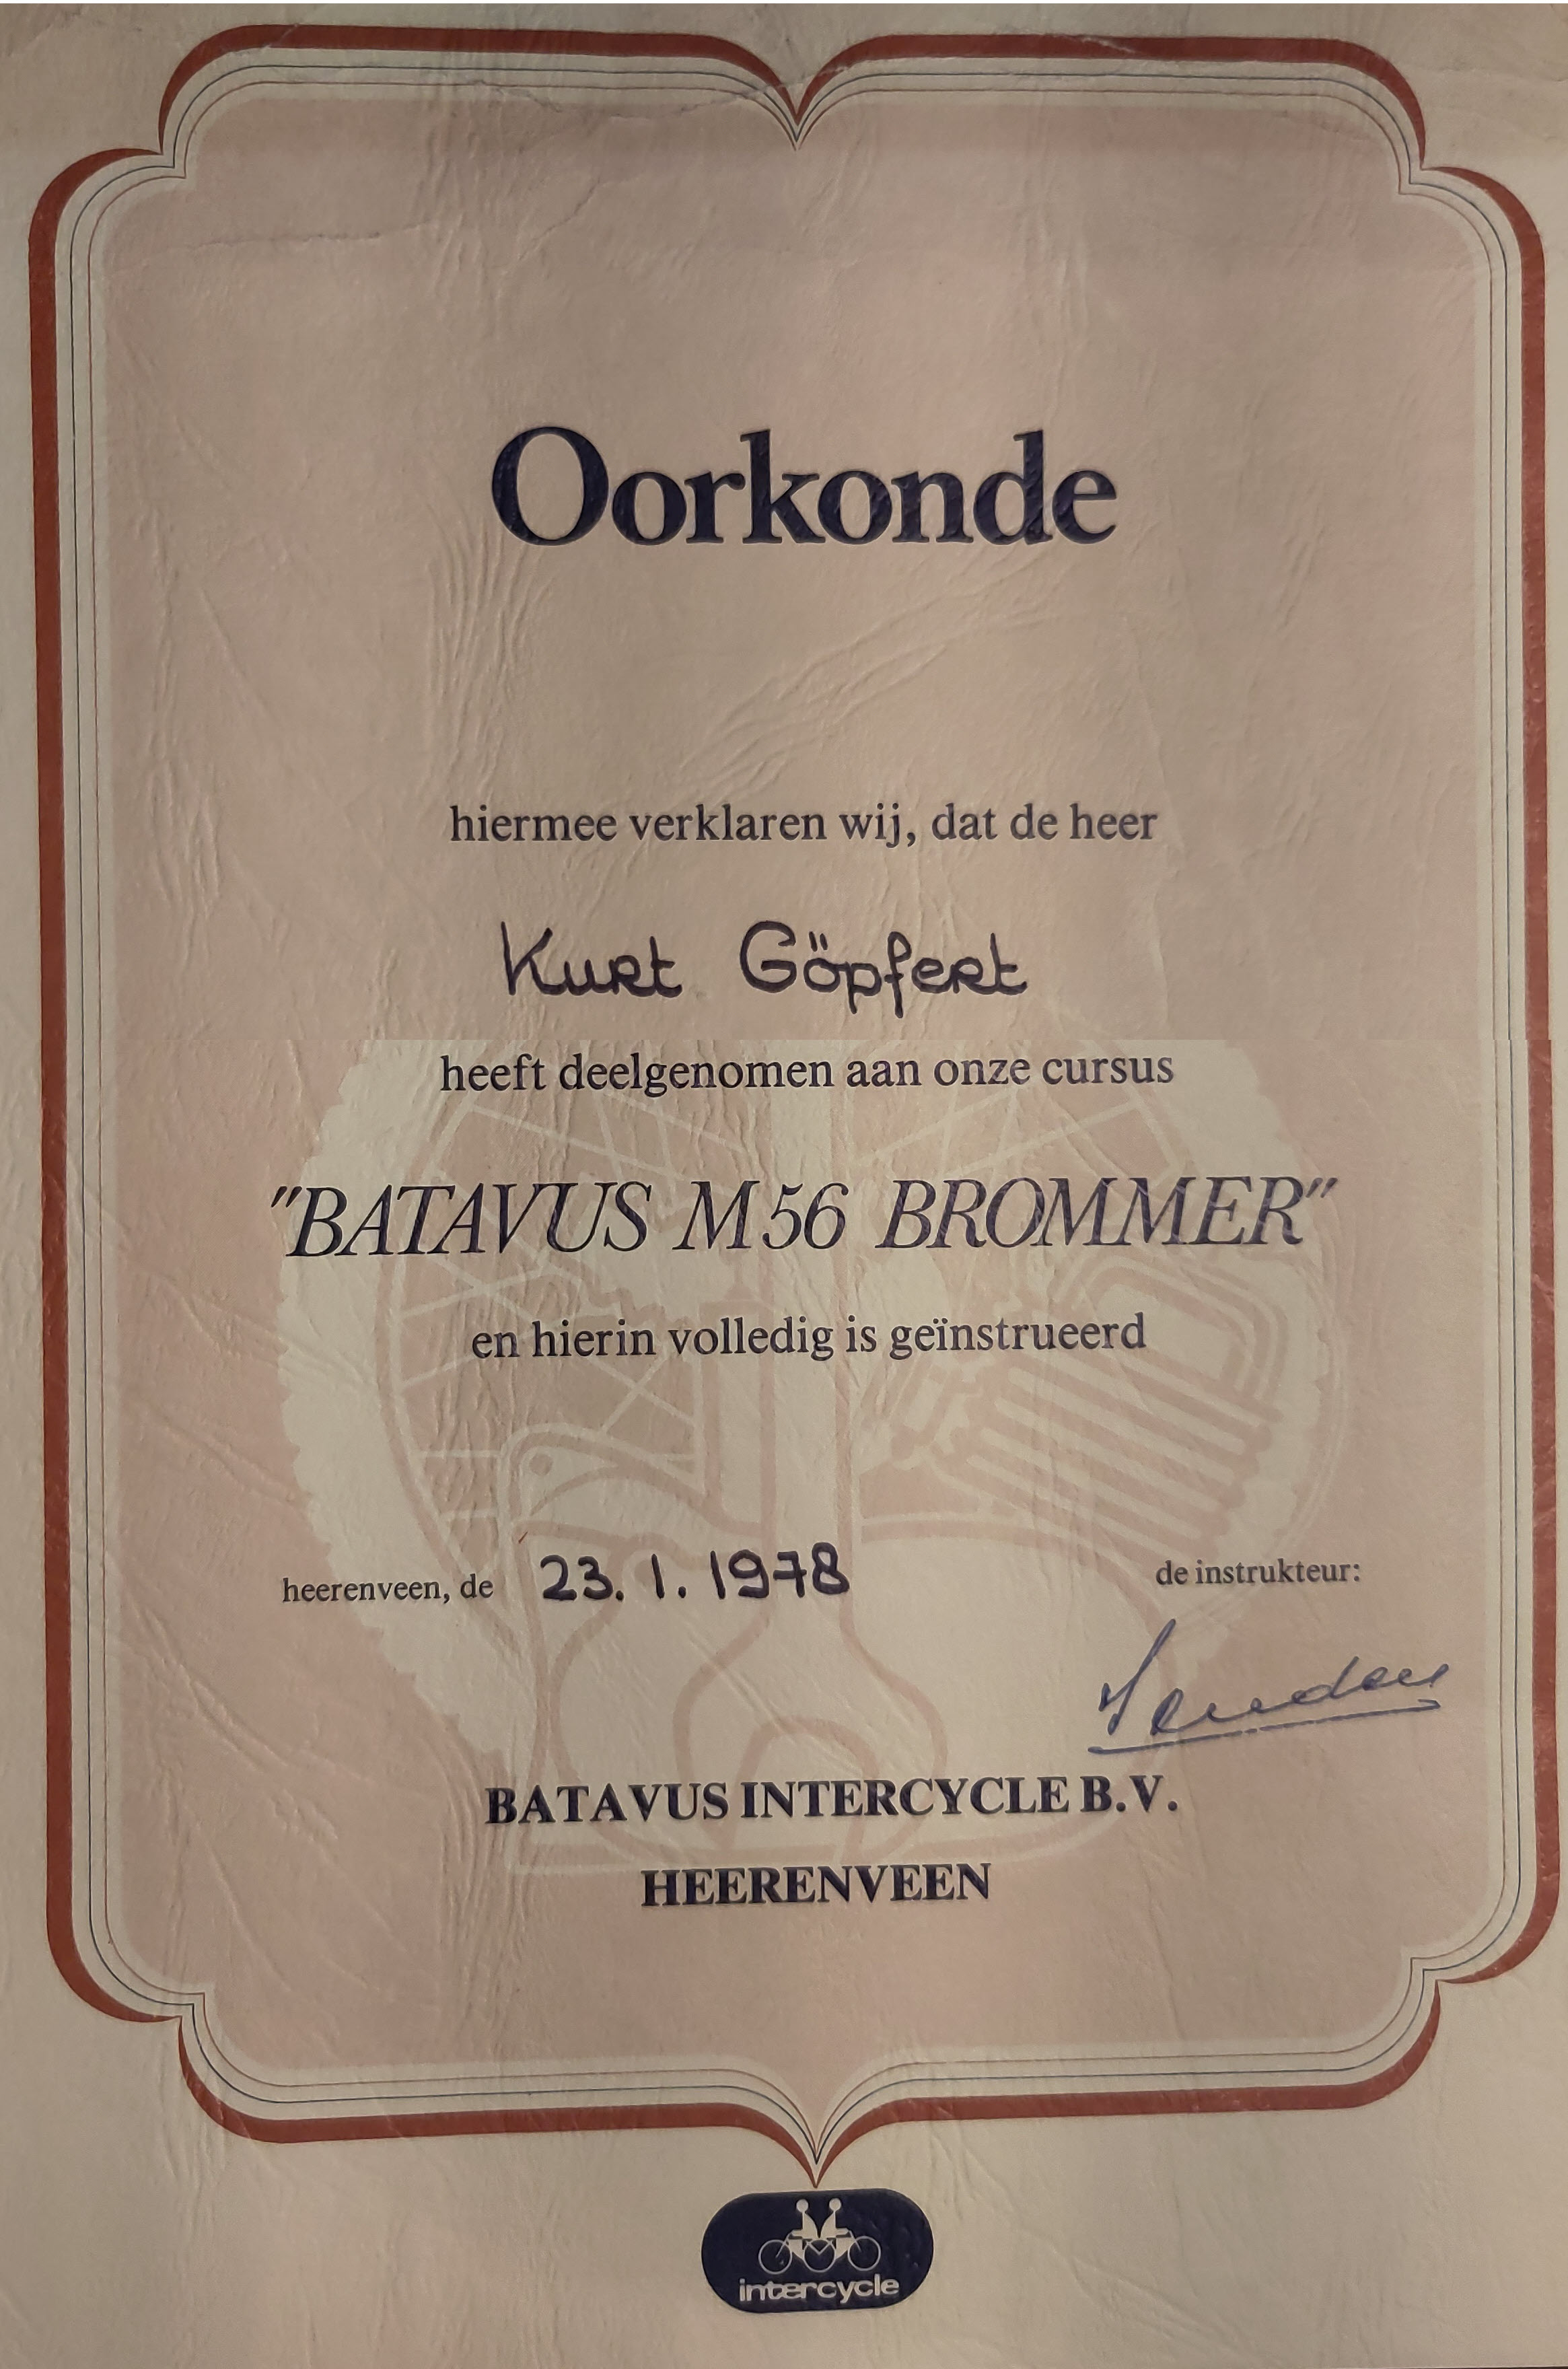 Oorkonde
hiermee verklaren wij, dat de heer
Kurt Göpfert
heeft deelgenomen aan onze cursus
"BATAVUS M56 BROMMER"
en hierin volledig is geïnstrueerd
heerenveen, de 23. 1. 1978
de instrukteur:
BATAVUS INTERCYCLE B.V.
HEERENVEEN
intercycle